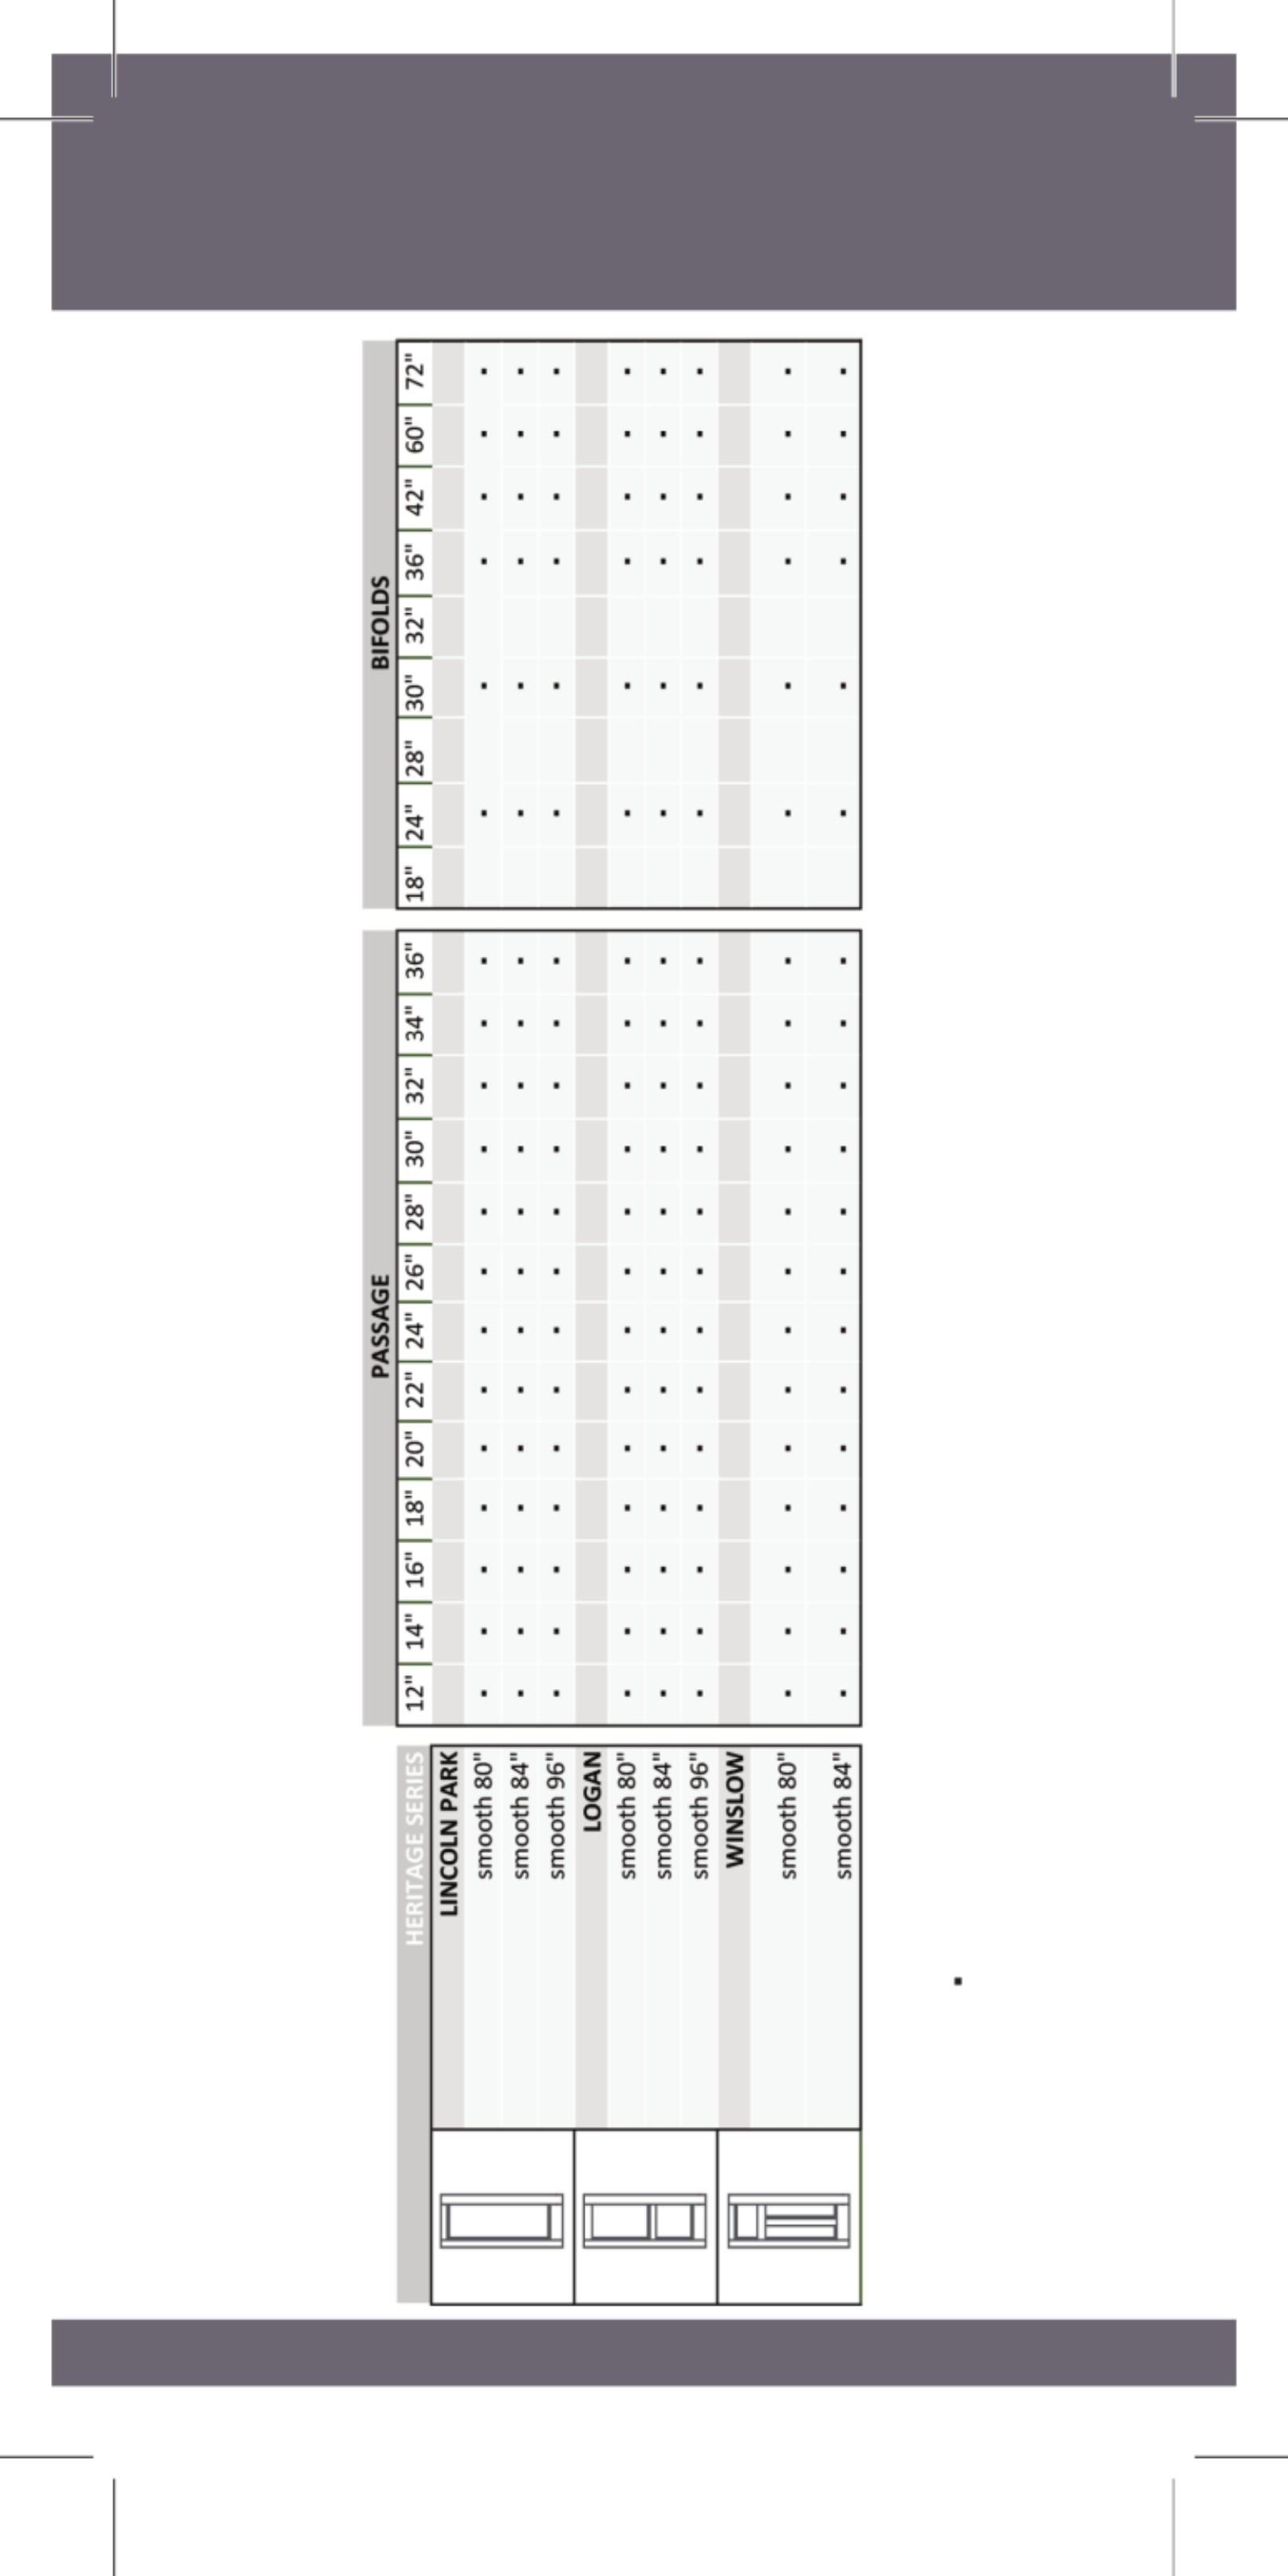 PASSAGE BIFOLDS
HERITAGE SERIES 12" 14" 16" 18" 20" 22" 24" 26" 28" 30" 32" 34" 36" 18" 24" 28" 30" 32" 36" 42" 60" 72"
LINCOLN PARK
smooth 80" ▪ ▪ ▪ ▪ ▪ ▪ ▪ ▪ ▪ ▪ ▪ ▪ ▪ ▪ ▪ ▪ ▪ ▪ ▪
smooth 84" ▪ ▪ ▪ ▪ ▪ ▪ ▪ ▪ ▪ ▪ ▪ ▪ ▪ ▪ ▪ ▪ ▪ ▪ ▪
smooth 96" ▪ ▪ ▪ ▪ ▪ ▪ ▪ ▪ ▪ ▪ ▪ ▪ ▪ ▪ ▪ ▪ ▪ ▪ ▪
LOGAN
smooth 80" ▪ ▪ ▪ ▪ ▪ ▪ ▪ ▪ ▪ ▪ ▪ ▪ ▪ ▪ ▪ ▪ ▪ ▪ ▪
smooth 84" ▪ ▪ ▪ ▪ ▪ ▪ ▪ ▪ ▪ ▪ ▪ ▪ ▪ ▪ ▪ ▪ ▪ ▪ ▪
smooth 96" ▪ ▪ ▪ ▪ ▪ ▪ ▪ ▪ ▪ ▪ ▪ ▪ ▪ ▪ ▪ ▪ ▪ ▪ ▪
WINSLOW
smooth 80" ▪ ▪ ▪ ▪ ▪ ▪ ▪ ▪ ▪ ▪ ▪ ▪ ▪ ▪ ▪ ▪ ▪ ▪ ▪
smooth 84" ▪ ▪ ▪ ▪ ▪ ▪ ▪ ▪ ▪ ▪ ▪ ▪ ▪ ▪ ▪ ▪ ▪ ▪ ▪
▪